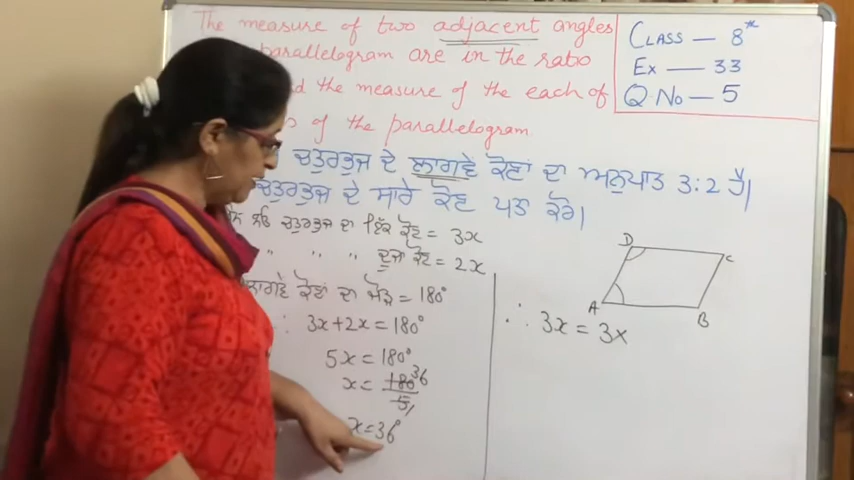 The measure of two adjacent angles
parallelogram are in the ratio
the measure of the each of
of the parallelogram
CLASS — 8th
Ex — 33
Q.No — 5
ਚਤੁਰਭੁਜ ਦੇ ਲਾਗਵੇਂ ਕੋਣਾਂ ਦਾ ਅਨੁਪਾਤ 3:2 ਹੈ।
ਚਤੁਰਭੁਜ ਦੇ ਸਾਰੇ ਕੋਣ ਪਤਾ ਕਰੋ।
ਚਤੁਰਭੁਜ ਦਾ ਇੱਕ ਕੋਣ = 3x
" " " ਦੂਜਾ ਕੋਣ = 2x
ਲਾਗਵੇਂ ਕੋਣਾਂ ਦਾ ਜੋੜ = 180°
∴ 3x+2x = 180°
5x = 180°
x = 180 36
5 1
x = 36°
D C
A B
∴ 3x = 3x